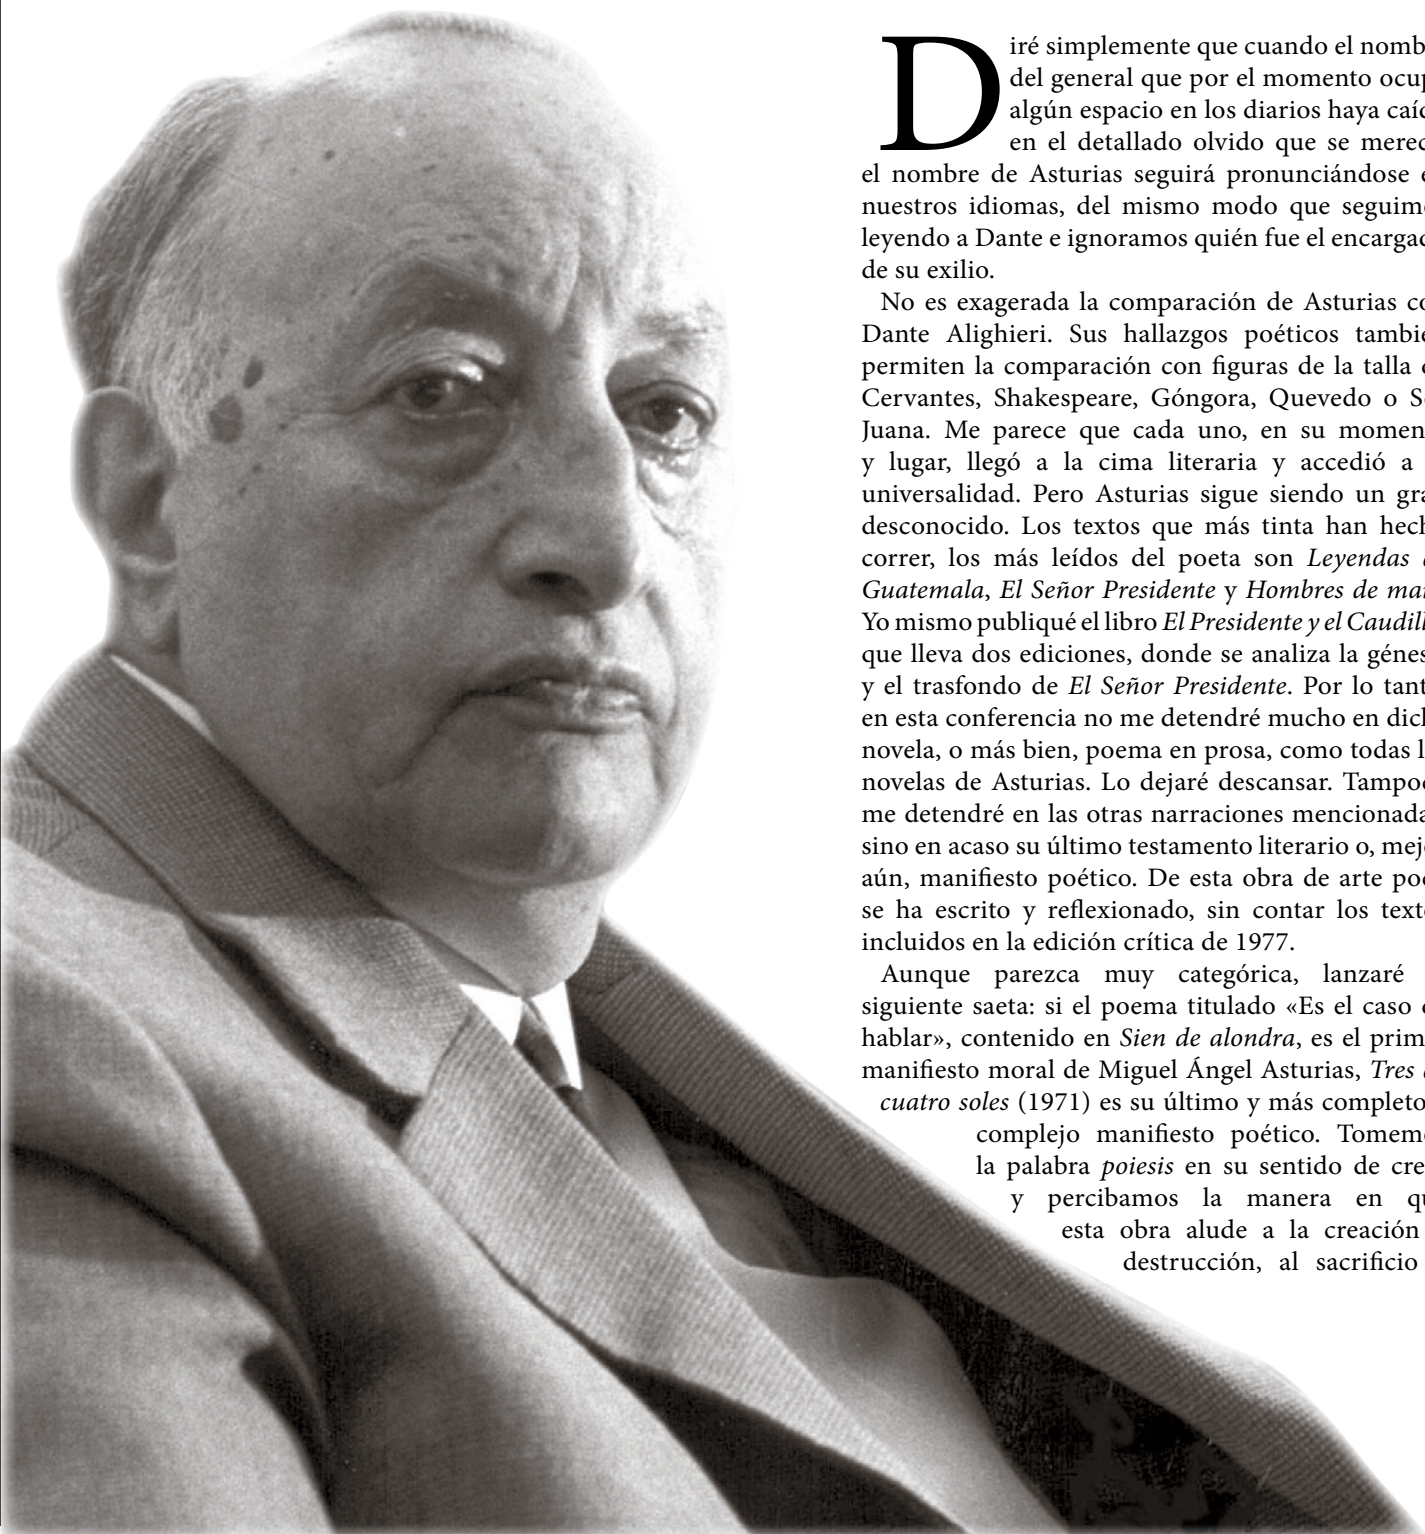 Diré simplemente que cuando el nomb
del general que por el momento ocup
algún espacio en los diarios haya caíd
en el detallado olvido que se merec
el nombre de Asturias seguirá pronunciándose e
nuestros idiomas, del mismo modo que seguimo
leyendo a Dante e ignoramos quién fue el encargad
de su exilio.
No es exagerada la comparación de Asturias co
Dante Alighieri. Sus hallazgos poéticos tambié
permiten la comparación con figuras de la talla d
Cervantes, Shakespeare, Góngora, Quevedo o So
Juana. Me parece que cada uno, en su momen
y lugar, llegó a la cima literaria y accedió a
universalidad. Pero Asturias sigue siendo un gra
desconocido. Los textos que más tinta han hech
correr, los más leídos del poeta son Leyendas d
Guatemala, El Señor Presidente y Hombres de maí
Yo mismo publiqué el libro El Presidente y el Caudill
que lleva dos ediciones, donde se analiza la génes
y el trasfondo de El Señor Presidente. Por lo tant
en esta conferencia no me detendré mucho en dich
novela, o más bien, poema en prosa, como todas l
novelas de Asturias. Lo dejaré descansar. Tampoc
me detendré en las otras narraciones mencionada
sino en acaso su último testamento literario o, mejo
aún, manifiesto poético. De esta obra de arte poc
se ha escrito y reflexionado, sin contar los texto
incluidos en la edición crítica de 1977.
Aunque parezca muy categórica, lanzaré
siguiente saeta: si el poema titulado «Es el caso d
hablar», contenido en Sien de alondra, es el prim
manifiesto moral de Miguel Ángel Asturias, Tres d
cuatro soles (1971) es su último y más completo
complejo manifiesto poético. Tomemo
la palabra poiesis en su sentido de crea
y percibamos la manera en qu
esta obra alude a la creación
destrucción, al sacrificio